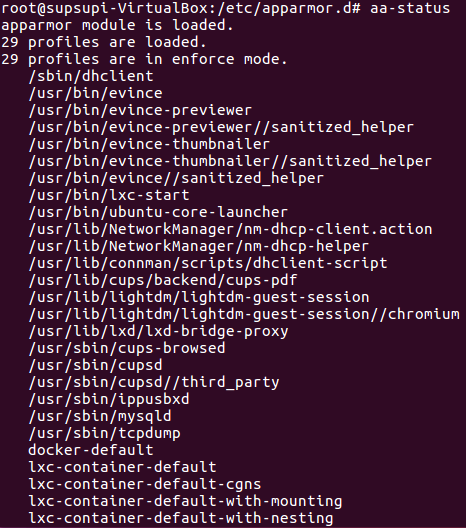 root@supsupi-VirtualBox:/etc/apparmor.d# aa-status
apparmor module is loaded.
29 profiles are loaded.
29 profiles are in enforce mode.
/sbin/dhclient
/usr/bin/evince
/usr/bin/evince-previewer
/usr/bin/evince-previewer//sanitized_helper
/usr/bin/evince-thumbnailer
/usr/bin/evince-thumbnailer//sanitized_helper
/usr/bin/evince//sanitized_helper
/usr/bin/lxc-start
/usr/bin/ubuntu-core-launcher
/usr/lib/NetworkManager/nm-dhcp-client.action
/usr/lib/NetworkManager/nm-dhcp-helper
/usr/lib/connman/scripts/dhclient-script
/usr/lib/cups/backend/cups-pdf
/usr/lib/lightdm/lightdm-guest-session
/usr/lib/lightdm/lightdm-guest-session//chromium
/usr/lib/lxd/lxd-bridge-proxy
/usr/sbin/cups-browsed
/usr/sbin/cupsd
/usr/sbin/cupsd//third_party
/usr/sbin/ippusbxd
/usr/sbin/mysqld
/usr/sbin/tcpdump
docker-default
lxc-container-default
lxc-container-default-cgns
lxc-container-default-with-mounting
lxc-container-default-with-nesting